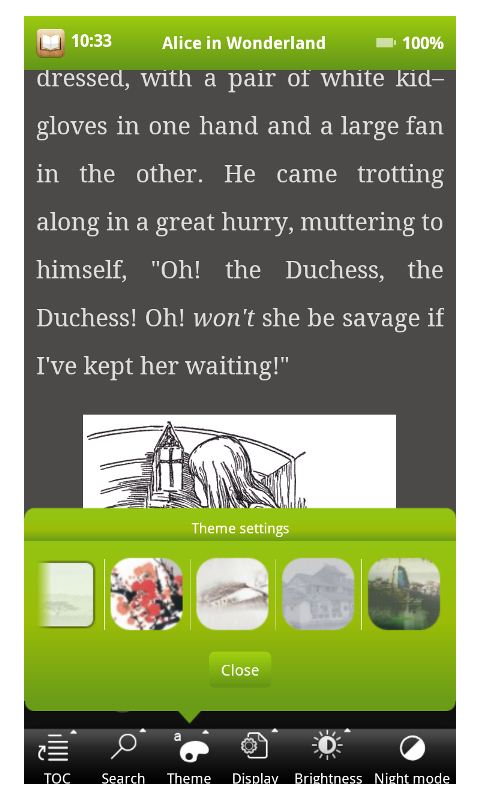 10:33 Alice in Wonderland 100%
dressed, with a pair of white kid–
gloves in one hand and a large fan
in the other. He came trotting
along in a great hurry, muttering to
himself, "Oh! the Duchess, the
Duchess! Oh! won't she be savage if
I've kept her waiting!"
Theme settings
Close
a
TOC Search Theme Display Brightness Night mode